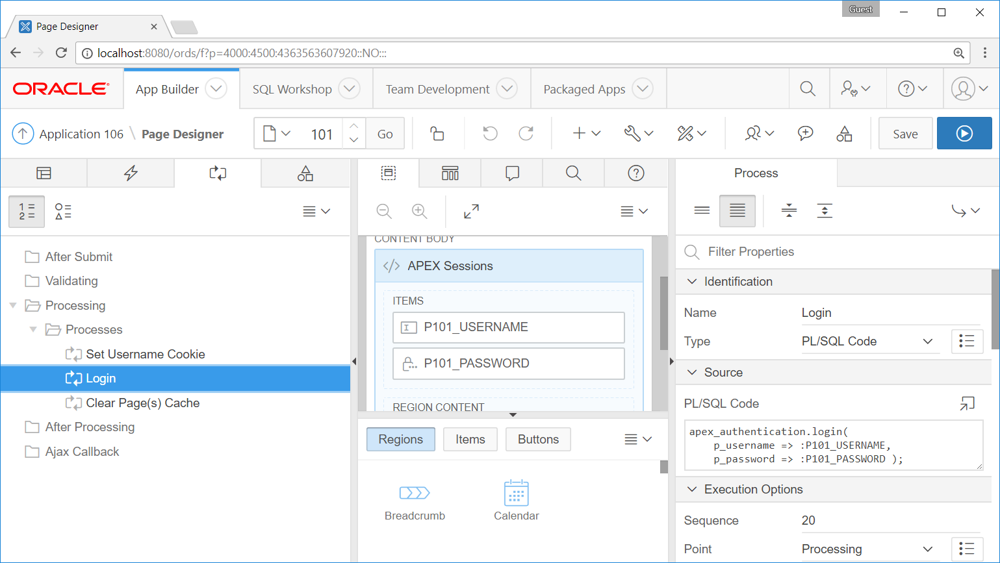 Guest
Page Designer
localhost:8080/ords/f?p=4000:4500:4363563607920::NO:::
ORACLE
App Builder
SQL Workshop
Team Development
Packaged Apps
Application 106 \ Page Designer
101
Go
Save
Process
1 =
2 =
After Submit
Validating
Processing
Processes
Set Username Cookie
Login
Clear Page(s) Cache
After Processing
Ajax Callback
CONTENT BODY
APEX Sessions
ITEMS
P101_USERNAME
P101_PASSWORD
REGION CONTENT
Regions
Items
Buttons
Breadcrumb
Calendar
Filter Properties
Identification
Name
Login
Type
PL/SQL Code
Source
PL/SQL Code
apex_authentication.login(
p_username => :P101_USERNAME,
p_password => :P101_PASSWORD );
Execution Options
Sequence
20
Point
Processing